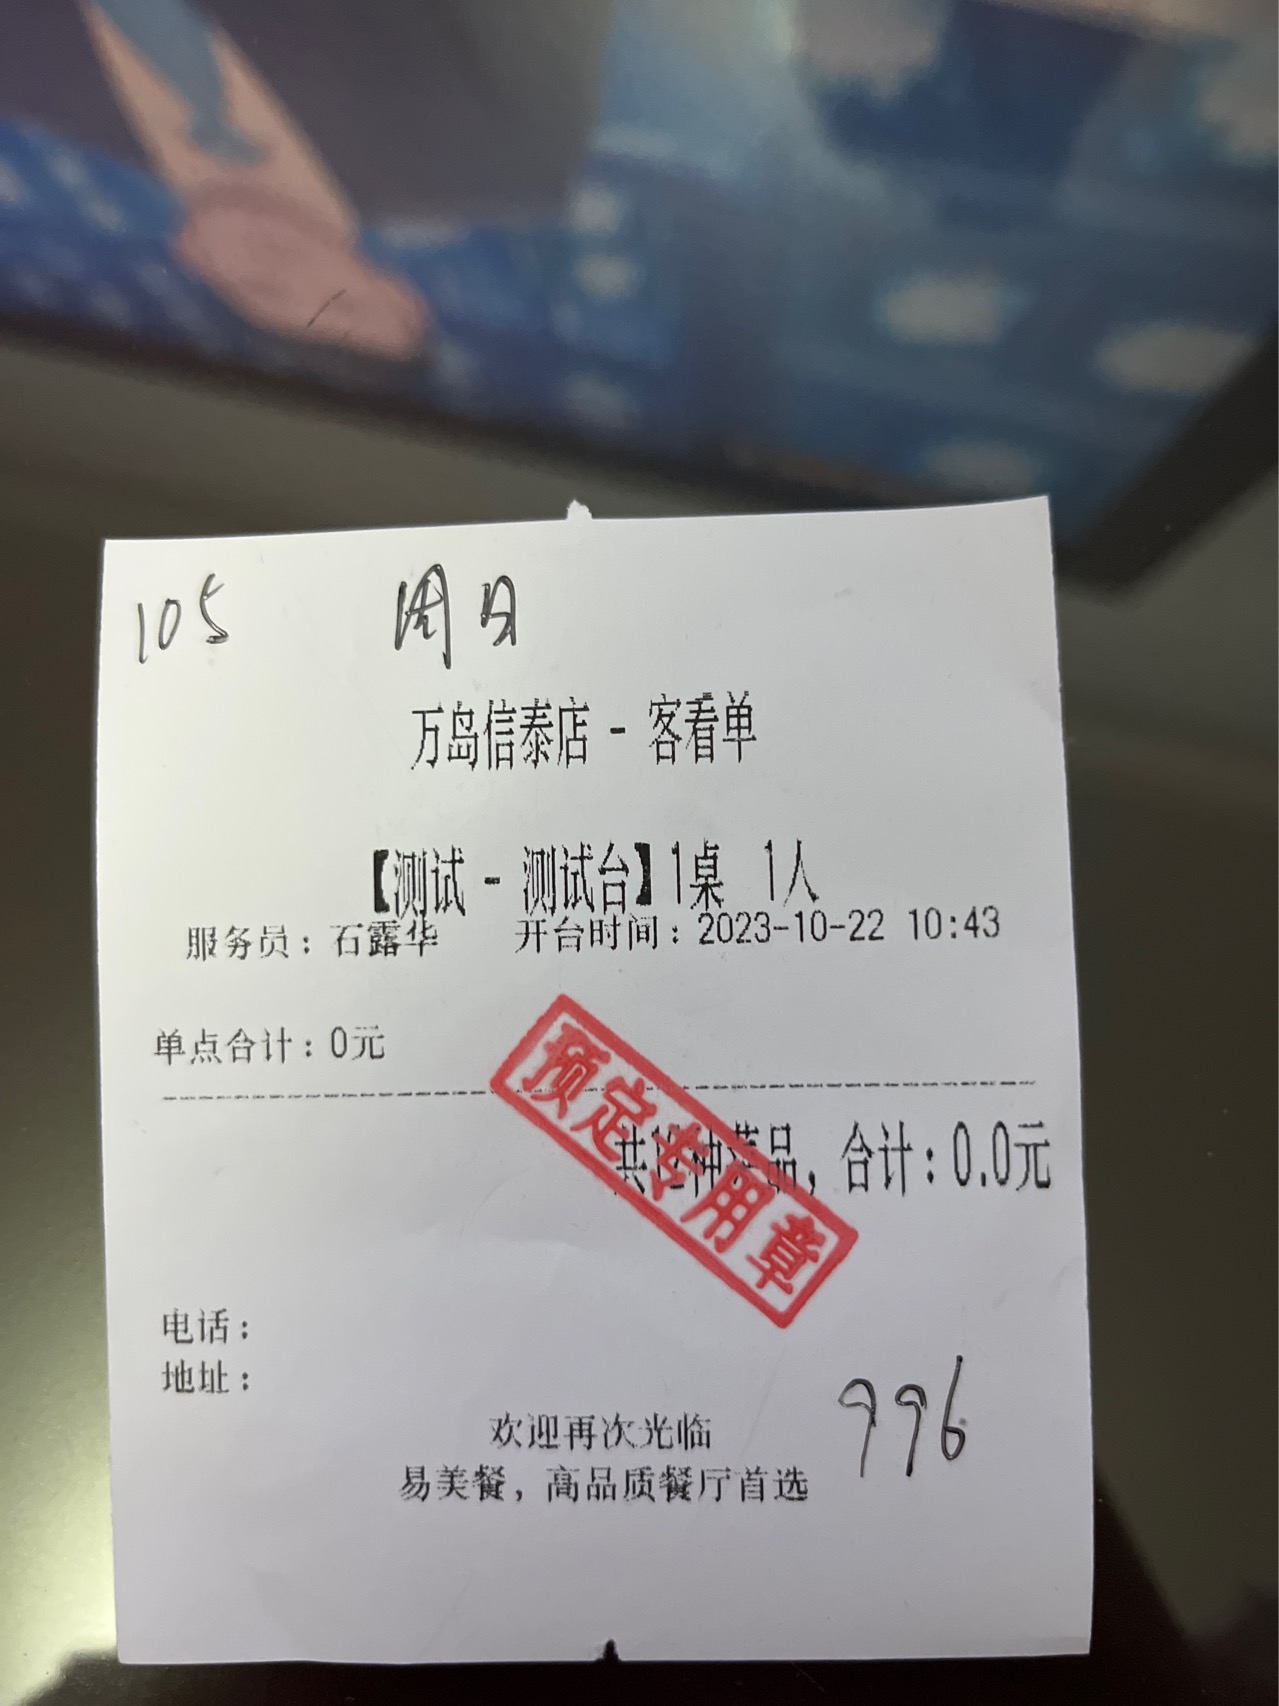 105 周日
万岛信泰店 - 客看单
【测试 - 测试台】1桌 1人
服务员：石露华 开台时间：2023-10-22 10:43
单点合计：0元
预定专用章
共12种菜品，合计：0.0元
电话：
地址：
996
欢迎再次光临
易美餐，高品质餐厅首选